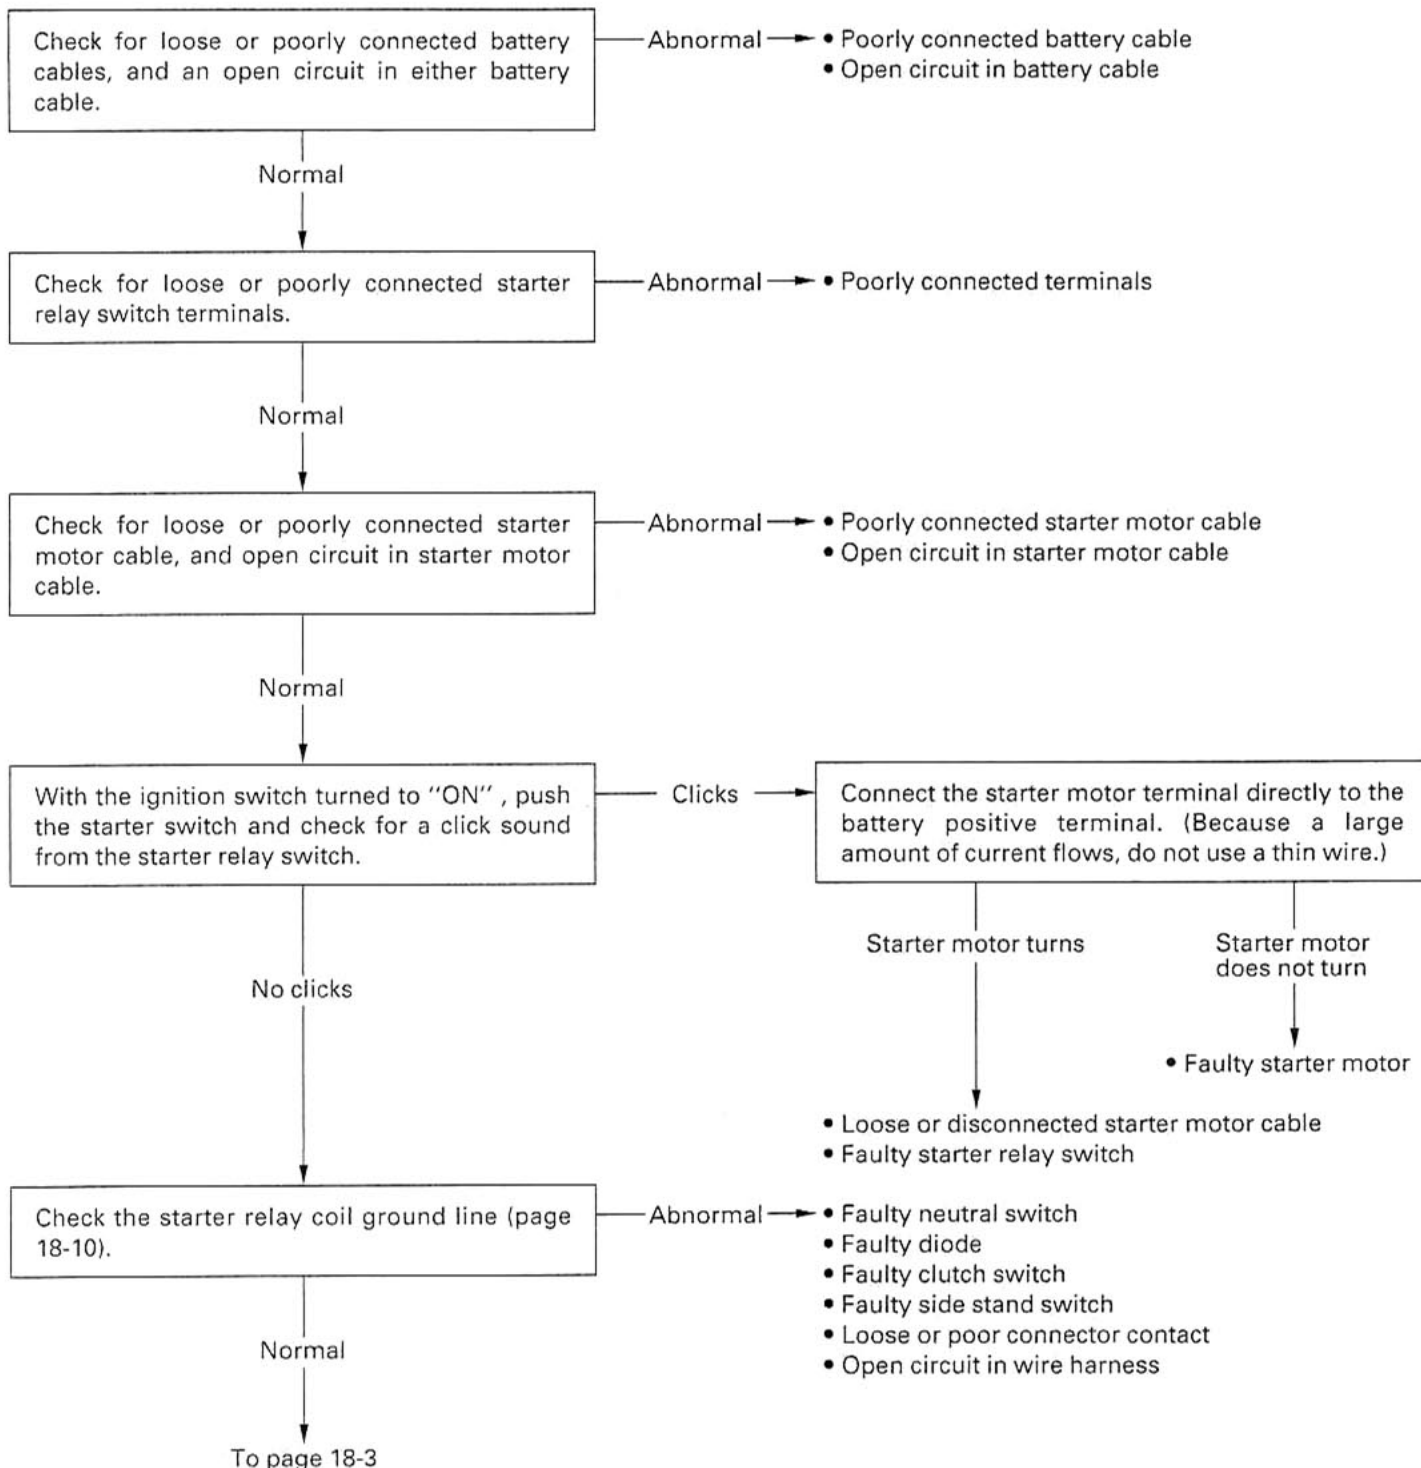 Check for loose or poorly connected battery
cables, and an open circuit in either battery
cable.
Abnormal
• Poorly connected battery cable
• Open circuit in battery cable
Normal
Check for loose or poorly connected starter
relay switch terminals.
Abnormal
• Poorly connected terminals
Normal
Check for loose or poorly connected starter
motor cable, and open circuit in starter motor
cable.
Abnormal
• Poorly connected starter motor cable
• Open circuit in starter motor cable
Normal
With the ignition switch turned to "ON" , push
the starter switch and check for a click sound
from the starter relay switch.
Clicks
Connect the starter motor terminal directly to the
battery positive terminal. (Because a large
amount of current flows, do not use a thin wire.)
Starter motor turns
Starter motor
does not turn
No clicks
• Faulty starter motor
• Loose or disconnected starter motor cable
• Faulty starter relay switch
Check the starter relay coil ground line (page
18-10).
Abnormal
• Faulty neutral switch
• Faulty diode
• Faulty clutch switch
• Faulty side stand switch
• Loose or poor connector contact
• Open circuit in wire harness
Normal
To page 18-3